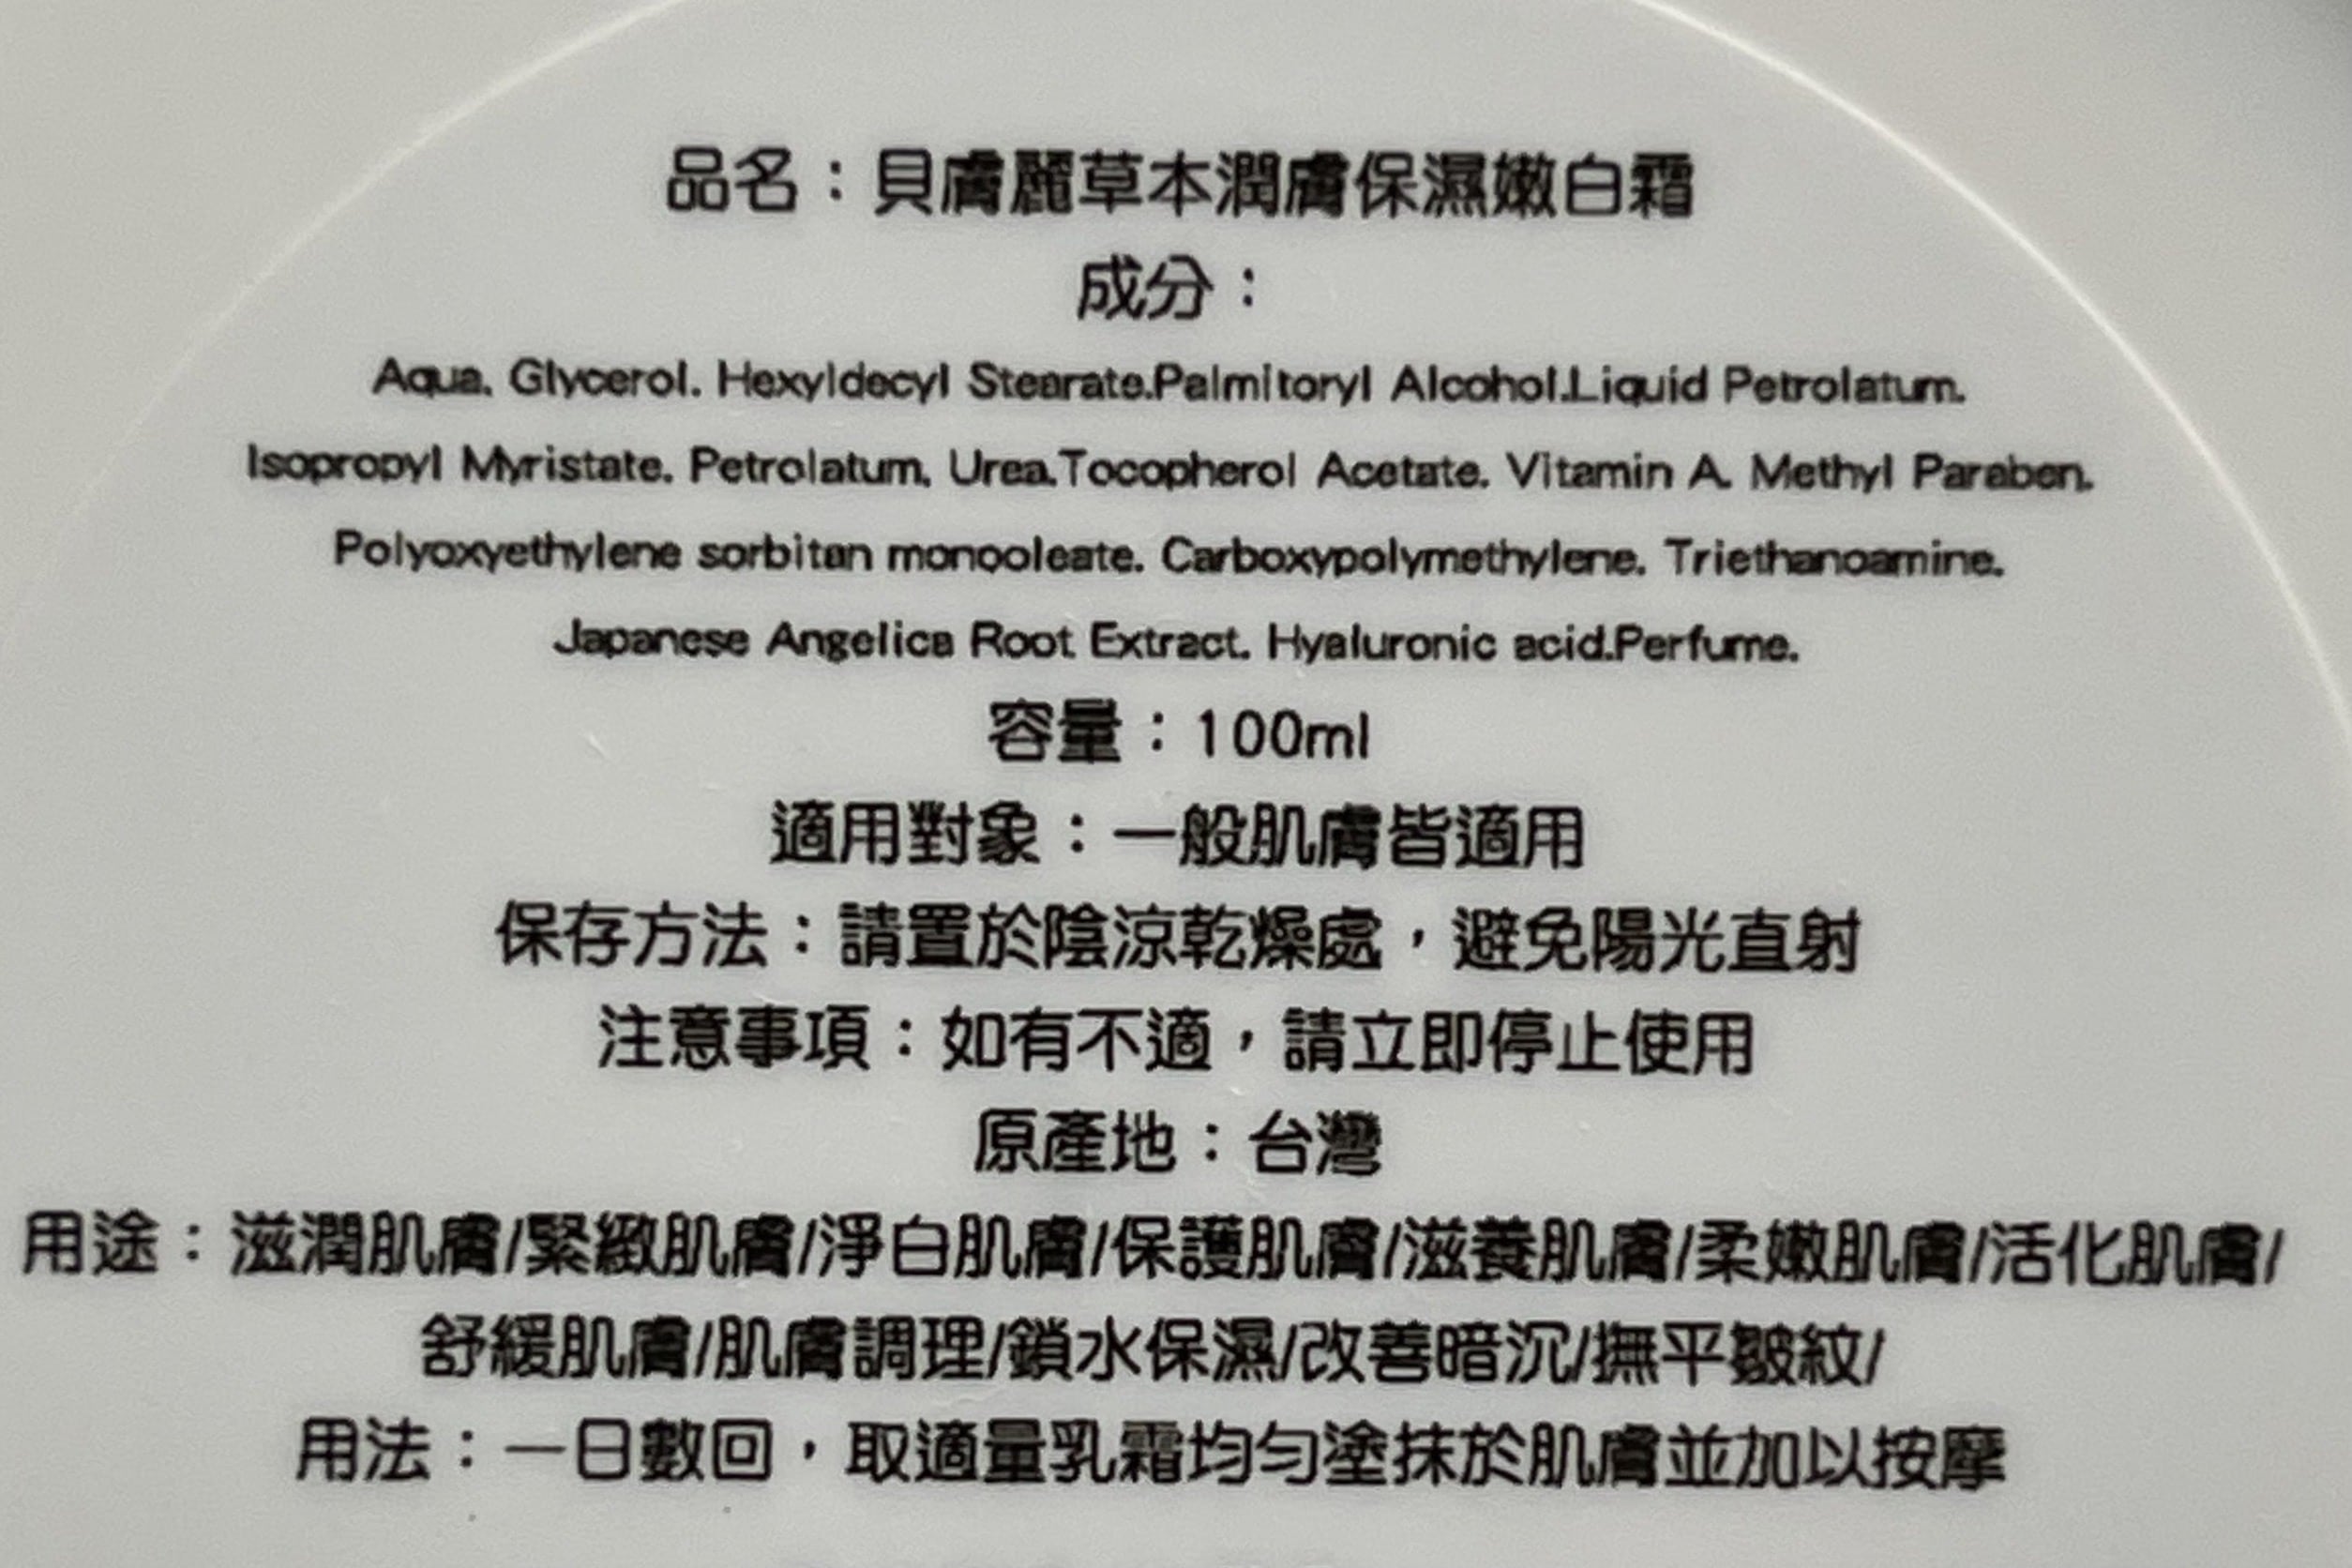 品名：貝膚麗草本潤膚保濕嫩白霜
成分：
Aqua. Glycerol. Hexyldecyl Stearate.Palmitoryl Alcohol.Liquid Petrolatum.
Isopropyl Myristate. Petrolatum. Urea.Tocopherol Acetate. Vitamin A. Methyl Paraben.
Polyoxyethylene sorbitan monooleate. Carboxypolymethylene. Triethanoamine.
Japanese Angelica Root Extract. Hyaluronic acid.Perfume.
容量：100ml
適用對象：一般肌膚皆適用
保存方法：請置於陰涼乾燥處，避免陽光直射
注意事項：如有不適，請立即停止使用
原產地：台灣
用途：滋潤肌膚/緊緻肌膚/淨白肌膚/保護肌膚/滋養肌膚/柔嫩肌膚/活化肌膚/
舒緩肌膚/肌膚調理/鎖水保濕/改善暗沉/撫平皺紋/
用法：一日數回，取適量乳霜均勻塗抹於肌膚並加以按摩